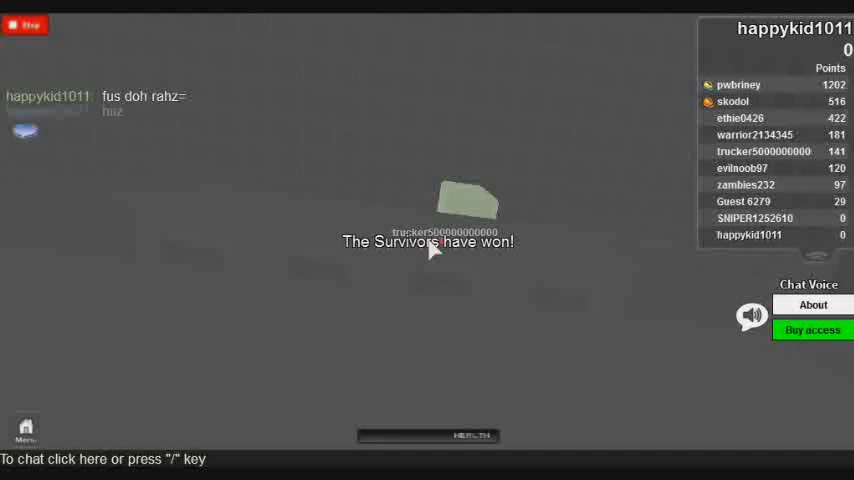 Stop
happykid1011
0
Points
happykid1011: fus doh rahz=
pwbriney 1202
skodol 516
ethie0426 422
warrior2134345 181
trucker5000000000 141
evilnoob97 120
zambies232 97
Guest 6279 29
SNIPER1252610 0
happykid1011 0
trucker500000000000
The Survivors have won!
Chat Voice
About
Buy access
Menu
HEALTH
To chat click here or press "/" key